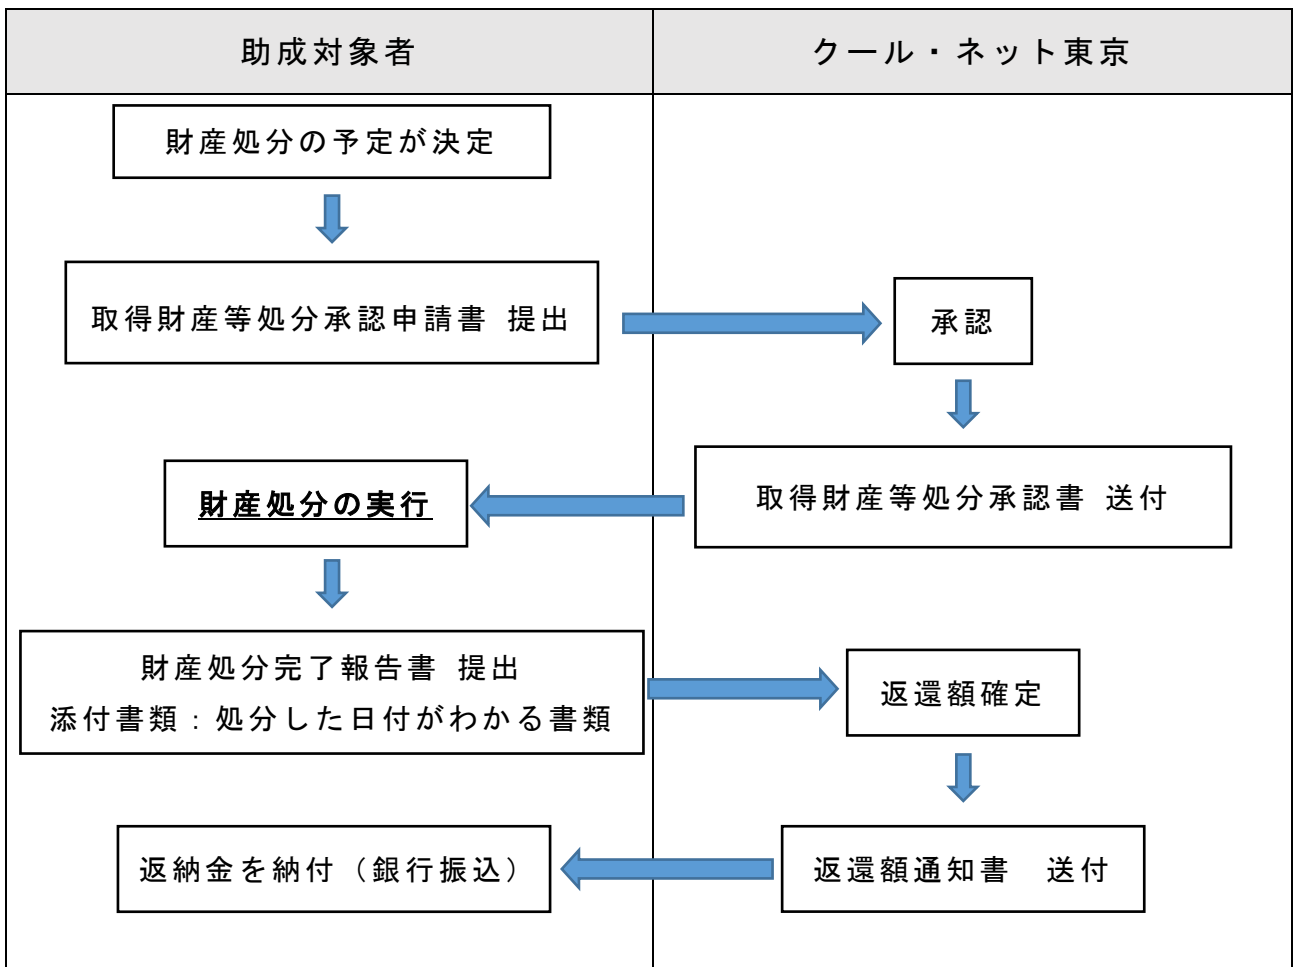 助成対象者
クール・ネット東京
財産処分の予定が決定
取得財産等処分承認申請書 提出
承認
取得財産等処分承認書 送付
財産処分の実行
財産処分完了報告書 提出
添付書類：処分した日付がわかる書類
返還額確定
返還額通知書　送付
返納金を納付（銀行振込）